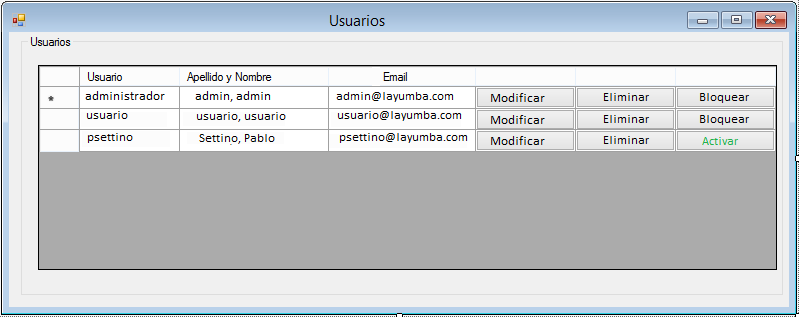 Usuarios
Usuarios
Usuario Apellido y Nombre Email
* administrador admin, admin admin@layumba.com Modificar Eliminar Bloquear
usuario usuario, usuario usuario@layumba.com Modificar Eliminar Bloquear
psettino Settino, Pablo psettino@layumba.com Modificar Eliminar Activar